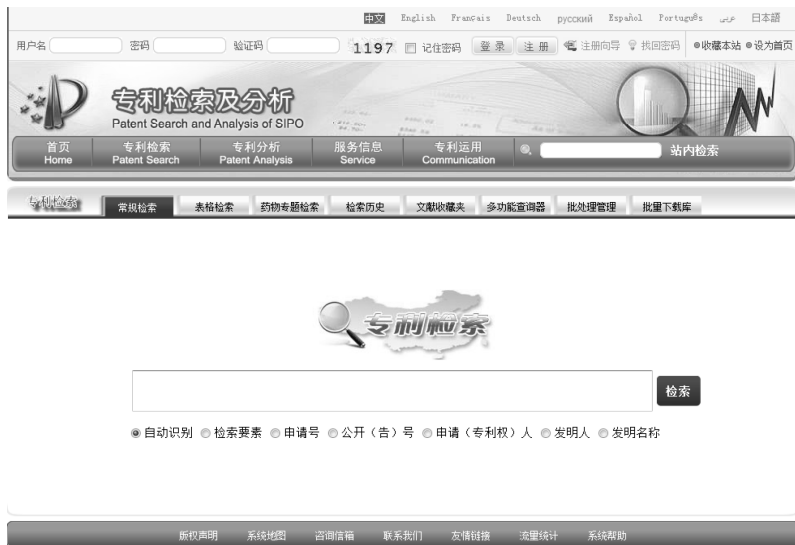 中文 English Français Deutsch русский Español Português عربي 日本語
用户名 密码 验证码 1197 记住密码 登录 注册 注册向导 找回密码 收藏本站 设为首页
专利检索及分析
Patent Search and Analysis of SIPO
首页 专利检索 专利分析 服务信息 专利运用 站内检索
Home Patent Search Patent Analysis Service Communication
专利检索 常规检索 表格检索 药物专题检索 检索历史 文献收藏夹 多功能查询器 批处理管理 批量下载库
专利检索
检索
自动识别 检索要素 申请号 公开（告）号 申请（专利权）人 发明人 发明名称
版权声明 系统地图 咨询信箱 联系我们 友情链接 流量统计 系统帮助